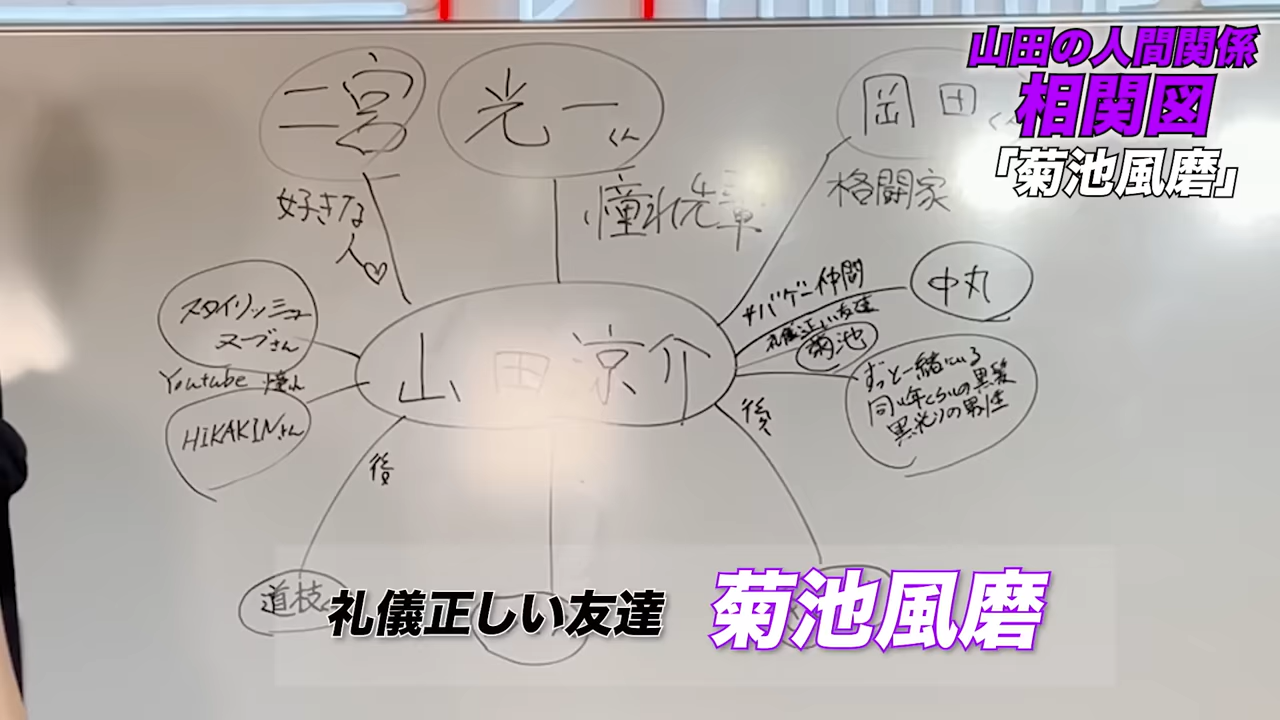 山田の人間関係
相関図
「菊池風磨」
二宮
光一くん
岡田くん
好きな
人♡
憧れ先輩
格闘家
サバゲー仲間
中丸
礼儀正しい友達
菊池
スタイリッシュ
ヌーブさん
山田涼介
ずっと一緒にいる
同い年くらいの黒髪
黒光りの男性
Youtube
HIKAKINさん
後
後
道枝
礼儀正しい友達
菊池風磨